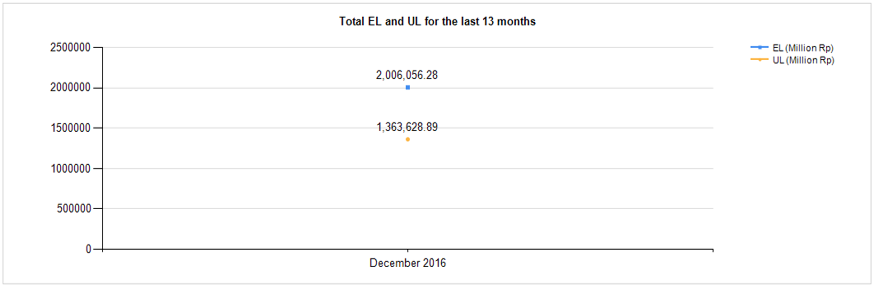 Total EL and UL for the last 13 months
2500000
2000000
1500000
1000000
500000
0
2,006,056.28
1,363,628.89
December 2016
EL (Million Rp)
UL (Million Rp)